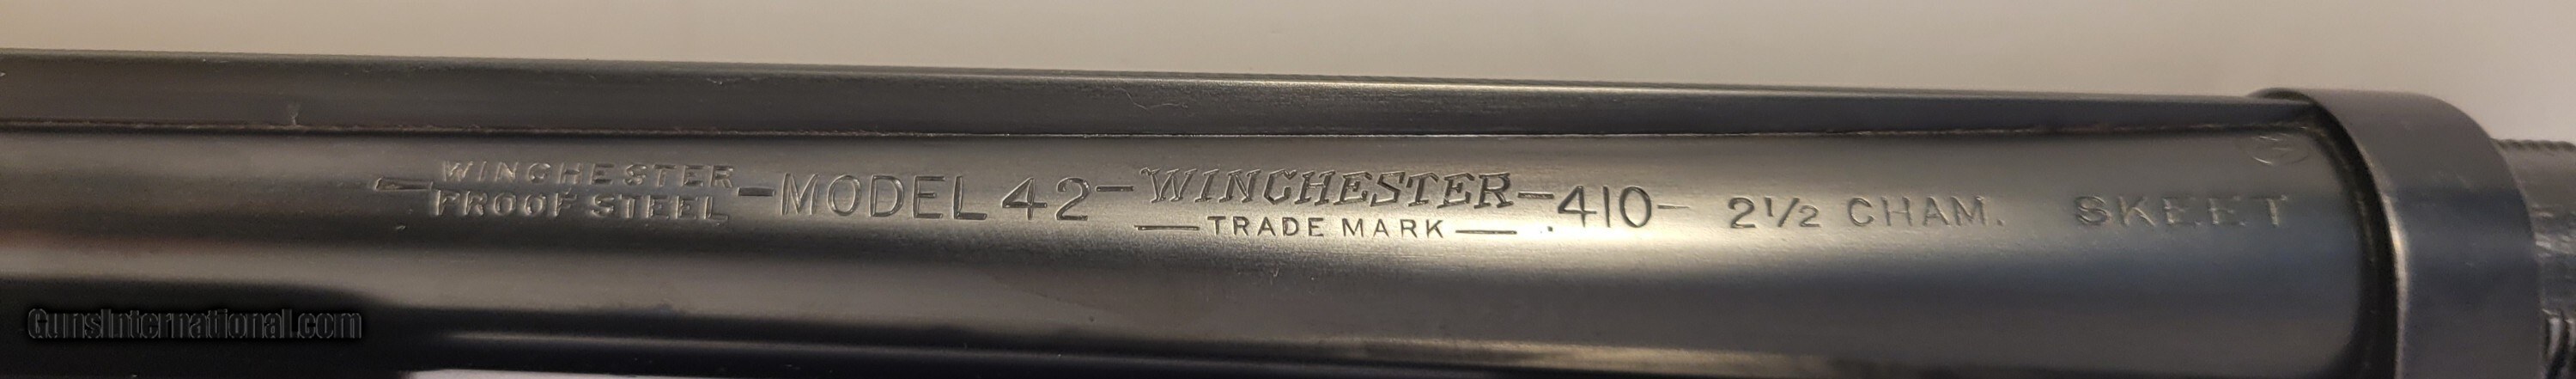 WINCHESTER
PROOF STEEL
-MODEL 42-WINCHESTER-.410- 2½ CHAM. SKEET
TRADE MARK
GunsInternational.com